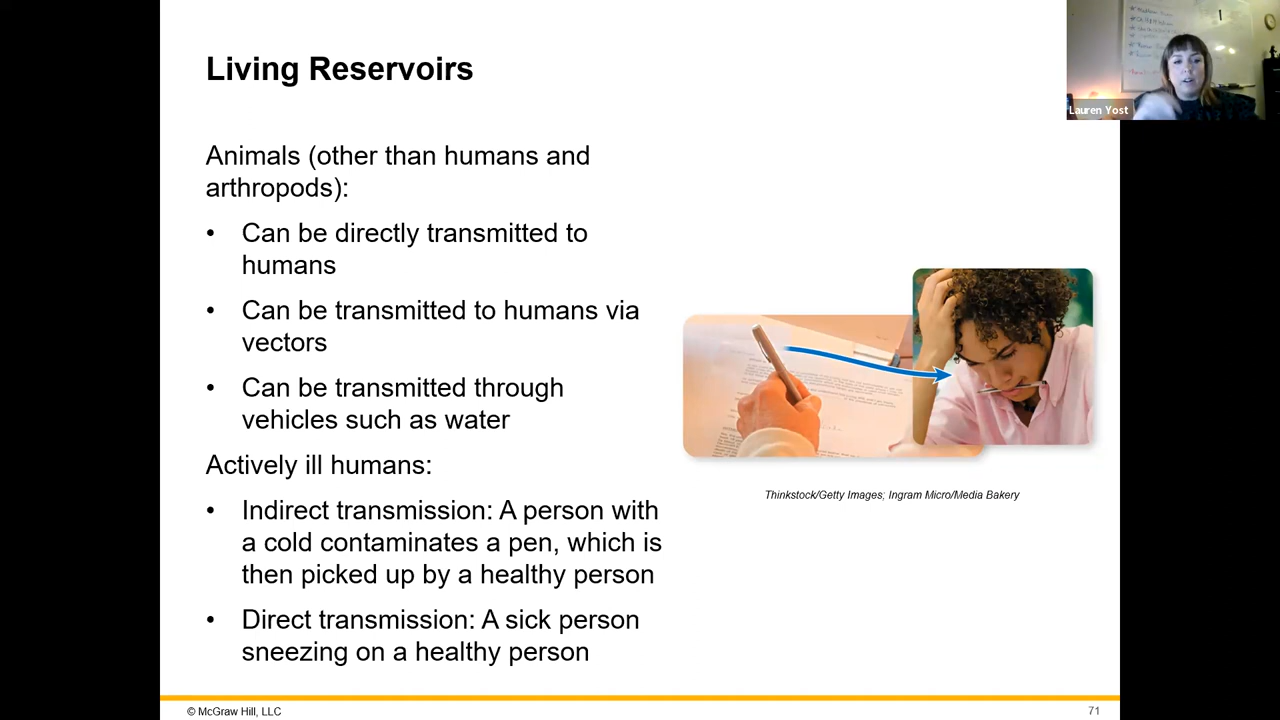 Living Reservoirs
Lauren Yost
Animals (other than humans and
arthropods):
• Can be directly transmitted to
humans
• Can be transmitted to humans via
vectors
• Can be transmitted through
vehicles such as water
Actively ill humans:
• Indirect transmission: A person with
a cold contaminates a pen, which is
then picked up by a healthy person
• Direct transmission: A sick person
sneezing on a healthy person
Thinkstock/Getty Images; Ingram Micro/Media Bakery
© McGraw Hill, LLC
71